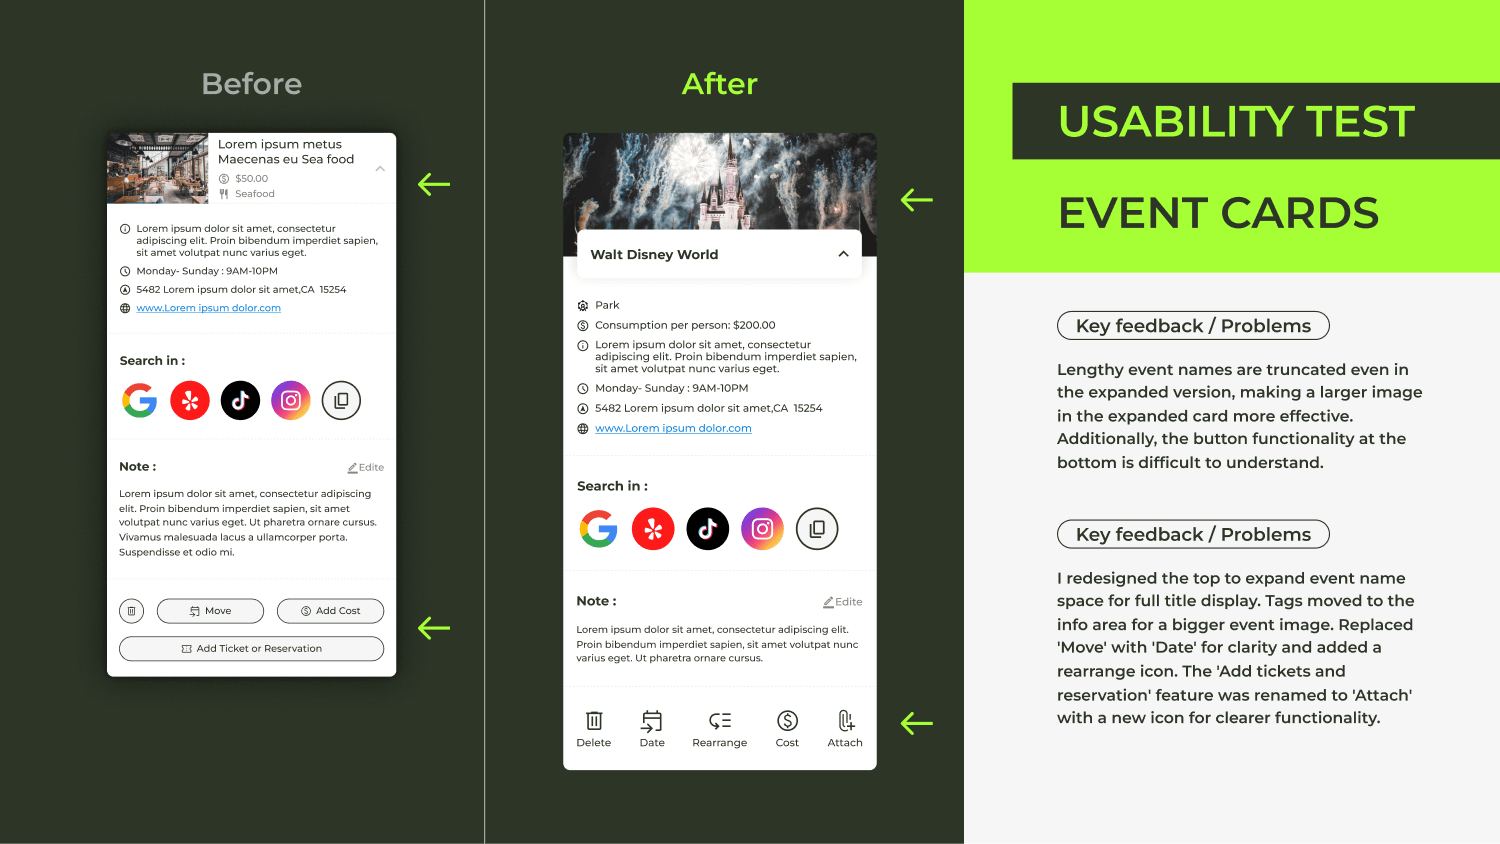 Before
Lorem ipsum metus
Maecenas eu Sea food
$50.00
Seafood
Lorem ipsum dolor sit amet, consectetur
adipiscing elit. Proin bibendum imperdiet sapien,
sit amet volutpat nunc varius eget.
Monday- Sunday : 9AM-10PM
5482 Lorem ipsum dolor sit amet,CA 15254
www.Lorem ipsum dolor.com
Search in :
Note :
Edite
Lorem ipsum dolor sit amet, consectetur adipiscing
elit. Proin bibendum imperdiet sapien, sit amet
volutpat nunc varius eget. Ut pharetra ornare cursus.
Vivamus malesuada lacus a ullamcorper porta.
Suspendisse et odio mi.
Move
Add Cost
Add Ticket or Reservation
After
Walt Disney World
Park
Consumption per person: $200.00
Lorem ipsum dolor sit amet, consectetur
adipiscing elit. Proin bibendum imperdiet sapien,
sit amet volutpat nunc varius eget.
Monday- Sunday : 9AM-10PM
5482 Lorem ipsum dolor sit amet,CA 15254
www.Lorem ipsum dolor.com
Search in :
Note :
Edite
Lorem ipsum dolor sit amet, consectetur adipiscing elit.
Proin bibendum imperdiet sapien, sit amet volutpat nunc
varius eget. Ut pharetra ornare cursus.
Delete
Date
Rearrange
Cost
Attach
USABILITY TEST
EVENT CARDS
Key feedback / Problems
Lengthy event names are truncated even in
the expanded version, making a larger image
in the expanded card more effective.
Additionally, the button functionality at the
bottom is difficult to understand.
Key feedback / Problems
I redesigned the top to expand event name
space for full title display. Tags moved to the
info area for a bigger event image. Replaced
'Move' with 'Date' for clarity and added a
rearrange icon. The 'Add tickets and
reservation' feature was renamed to 'Attach'
with a new icon for clearer functionality.